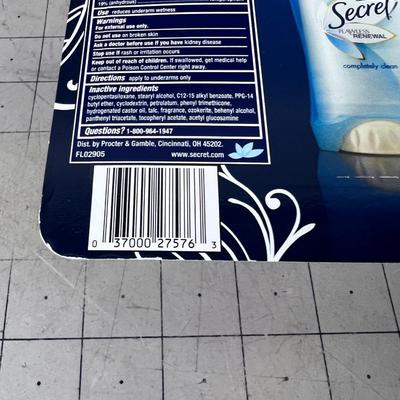 19% (anhydrous)
Use reduces underarm wetness
Warnings
For external use only.
Do not use on broken skin
Ask a doctor before use if you have kidney disease
Stop use if rash or irritation occurs
Keep out of reach of children. If swallowed, get medical help
or contact a Poison Control Center right away.
Directions apply to underarms only
Inactive ingredients
cyclopentasiloxane, stearyl alcohol, C12-15 alkyl benzoate, PPG-14
butyl ether, cyclodextrin, petrolatum, phenyl trimethicone,
hydrogenated castor oil, talc, fragrance, ozokerite, behenyl alcohol,
panthenyl triacetate, tocopheryl acetate, acetyl glucosamine
Questions? 1-800-964-1947
Dist. by Procter & Gamble, Cincinnati, OH 45202.
FL02905 www.secret.com
0 37000 27576 3
Secret
FLAWLESS
RENEWAL
completely clean